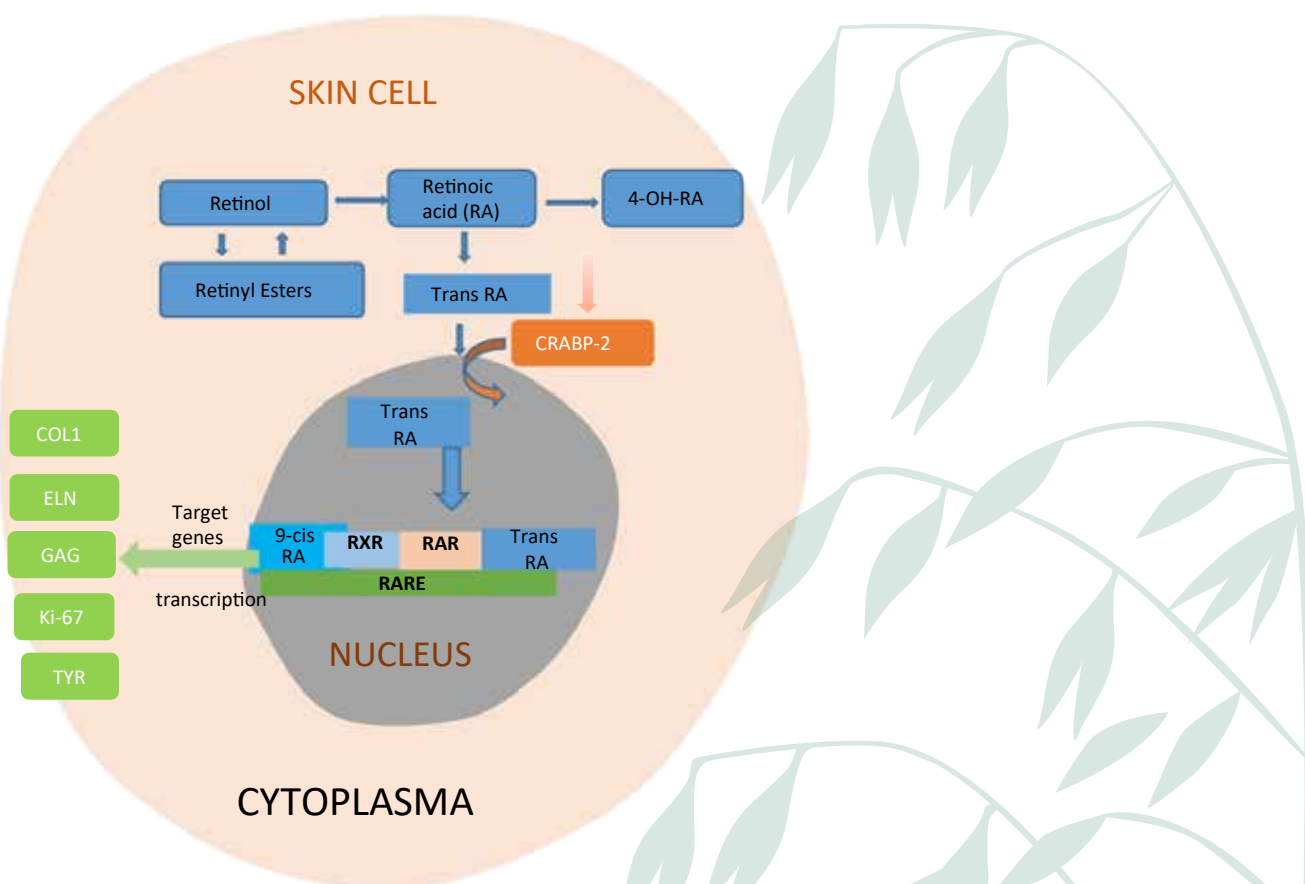 SKIN CELL
Retinol
Retinoic
acid (RA)
4-OH-RA
Retinyl Esters
Trans RA
CRABP-2
Trans
RA
COL1
ELN
GAG
Ki-67
TYR
Target
genes
transcription
9-cis
RA
RXR
RAR
Trans
RA
RARE
NUCLEUS
CYTOPLASMA